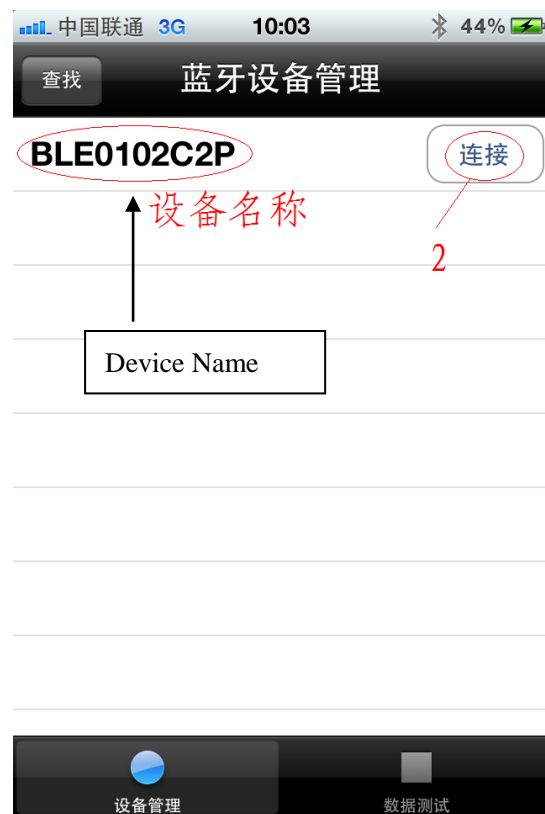 中国联通 3G 10:03 44%
查找 蓝牙设备管理
BLE0102C2P 连接
设备名称
2
Device Name
设备管理 数据测试